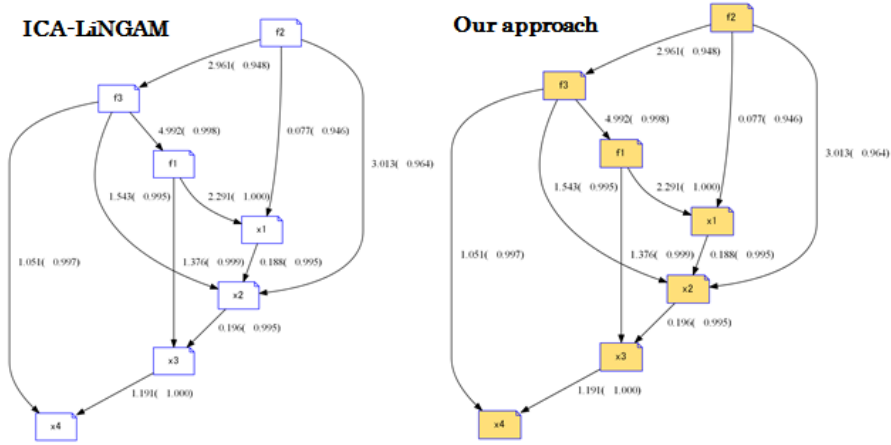 ICA-LiNGAM
f2
2.961( 0.948)
f3
4.992( 0.998)
0.077( 0.946)
f1
3.013( 0.964)
1.543( 0.995)
2.291( 1.000)
x1
1.051( 0.997)
1.376( 0.999)
0.188( 0.995)
x2
0.196( 0.995)
x3
1.191( 1.000)
x4
Our approach
f2
2.961( 0.948)
f3
4.992( 0.998)
0.077( 0.946)
f1
3.013( 0.964)
1.543( 0.995)
2.291( 1.000)
x1
1.051( 0.997)
1.376( 0.999)
0.188( 0.995)
x2
0.196( 0.995)
x3
1.191( 1.000)
x4